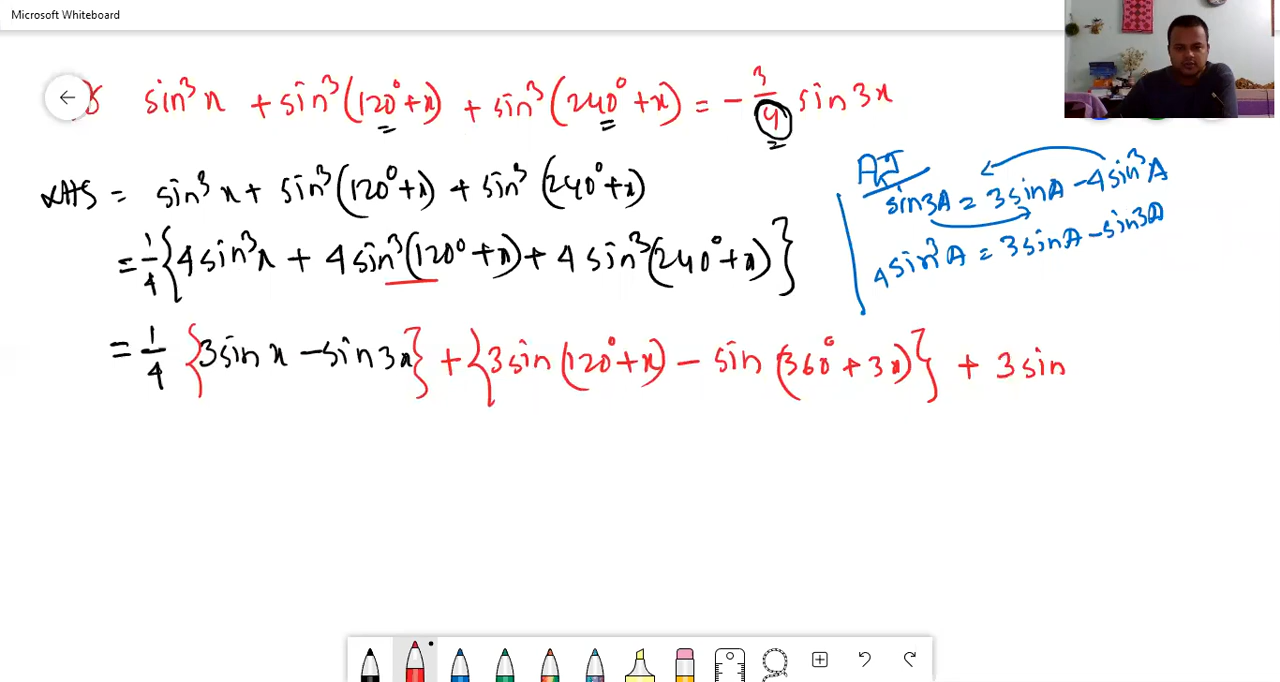 Microsoft Whiteboard
sin³x + sin³(120°+x) + sin³(240°+x) = -3/4 sin3x
LHS = sin³x + sin³(120°+x) + sin³(240°+x)
= 1/4{4sin³x + 4sin³(120°+x) + 4sin³(240°+x)}
= 1/4 {3sinx - sin3x} + {3sin(120°+x) - sin(360°+3x)} + 3sin
sin3A = 3sinA - 4sin³A
4sin³A = 3sinA - sin3A